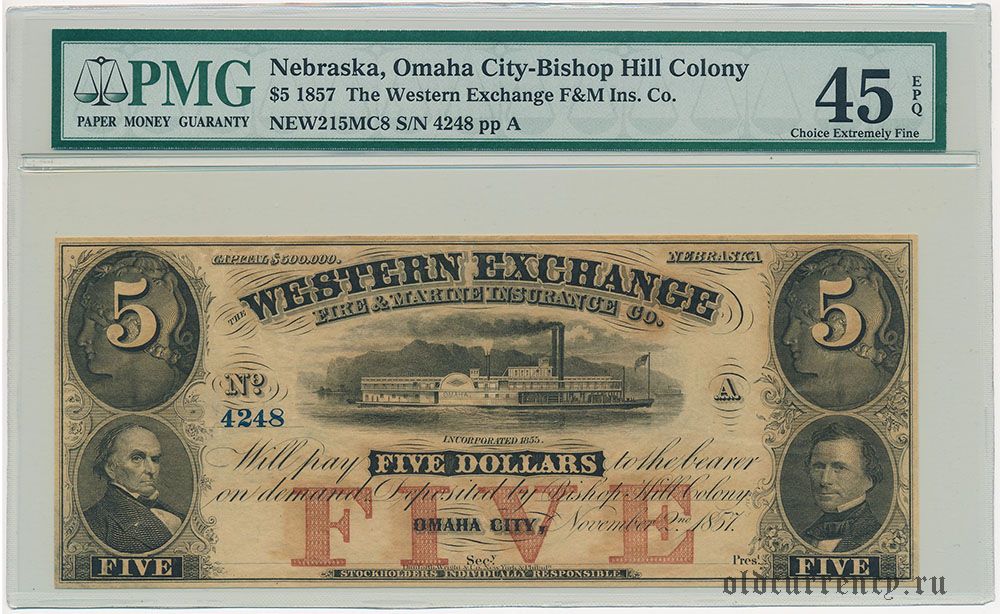 PMG
PAPER MONEY GUARANTY
Nebraska, Omaha City-Bishop Hill Colony
$5 1857 The Western Exchange F&M Ins. Co.
NEW215MC8 S/N 4248 pp A
45
EPQ
Choice Extremely Fine
CAPITAL $500,000.
NEBRASKA
5
THE WESTERN EXCHANGE
5
FIRE & MARINE INSURANCE CO.
OMAHA
No
A
4248
INCORPORATED 1855.
Will pay FIVE DOLLARS to the bearer
on demand, Deposited by Bishop Hill Colony
FIVE
OMAHA CITY, November 2nd 1857.
Secy
Prest
FIVE
STOCKHOLDERS INDIVIDUALLY RESPONSIBLE
FIVE
oldcurrency.ru